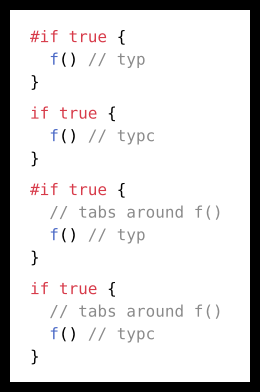 #if true {
  f() // typ
}
if true {
  f() // typc
}
#if true {
  // tabs around f()
  f() // typ
}
if true {
  // tabs around f()
  f() // typc
}